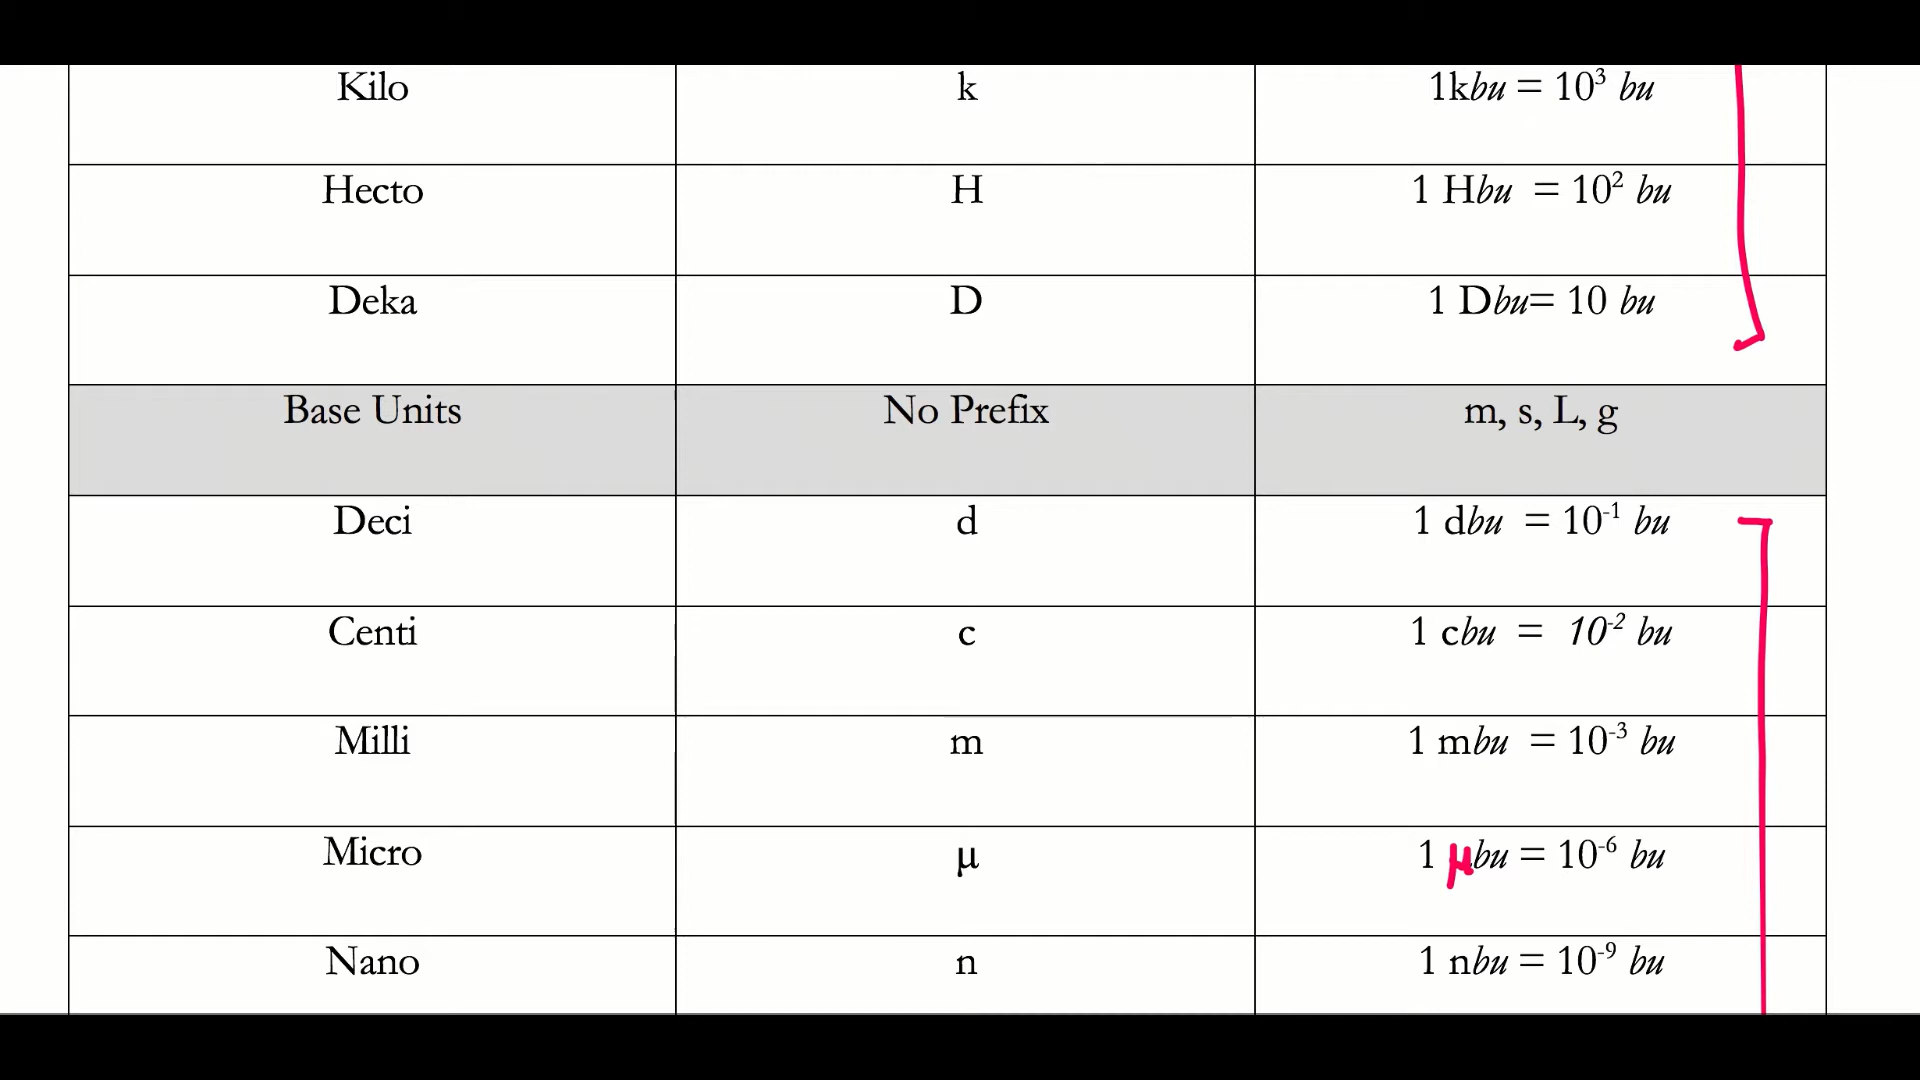 Kilo k 1kbu = 10³ bu
Hecto H 1 Hbu = 10² bu
Deka D 1 Dbu= 10 bu
Base Units No Prefix m, s, L, g
Deci d 1 dbu = 10⁻¹ bu
Centi c 1 cbu = 10⁻² bu
Milli m 1 mbu = 10⁻³ bu
Micro μ 1 μbu = 10⁻⁶ bu
Nano n 1 nbu = 10⁻⁹ bu